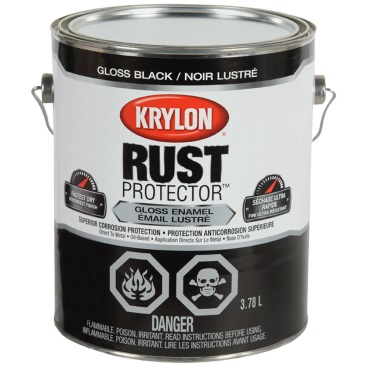 GLOSS BLACK / NOIR LUSTRÉ
KRYLON
RUST
PROTECTOR™
FASTEST DRY
SÉCHAGE ULTRA
RAPIDE
GLOSS ENAMEL
ÉMAIL LUSTRÉ
SUPERIOR CORROSION PROTECTION • PROTECTION ANTICORROSION SUPÉRIEURE
Direct To Metal • Oil-Based • Application Directe Sur Le Métal • Base D'huile
3.78 L
DANGER
FLAMMABLE. POISON. IRRITANT. READ INSTRUCTIONS BEFORE USING.
INFLAMMABLE. POISON. IRRITANT. LIRE LES INSTRUCTIONS AVANT USAGE.